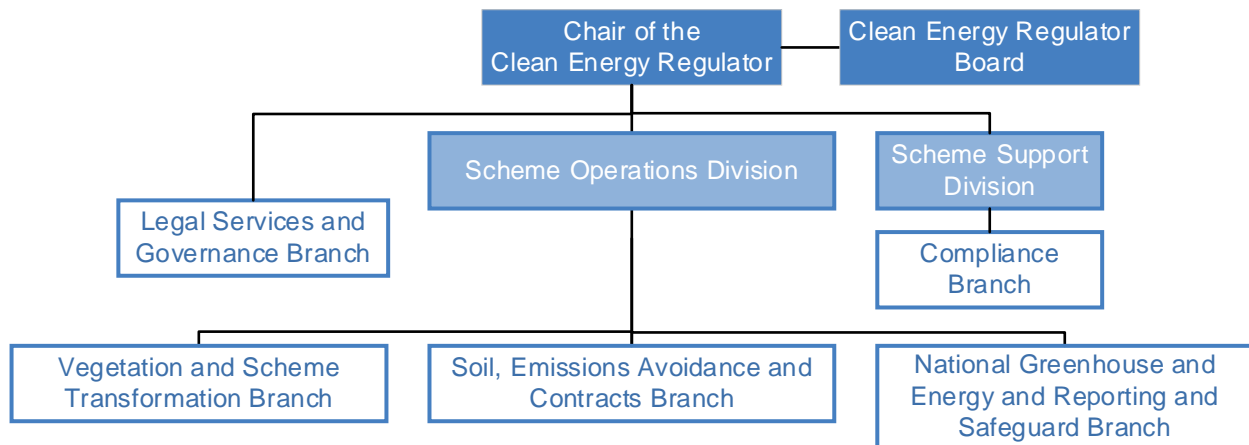 Chair of the
Clean Energy Regulator
Clean Energy Regulator
Board
Scheme Operations Division
Scheme Support
Division
Legal Services and
Governance Branch
Compliance
Branch
Vegetation and Scheme
Transformation Branch
Soil, Emissions Avoidance and
Contracts Branch
National Greenhouse and
Energy and Reporting and
Safeguard Branch